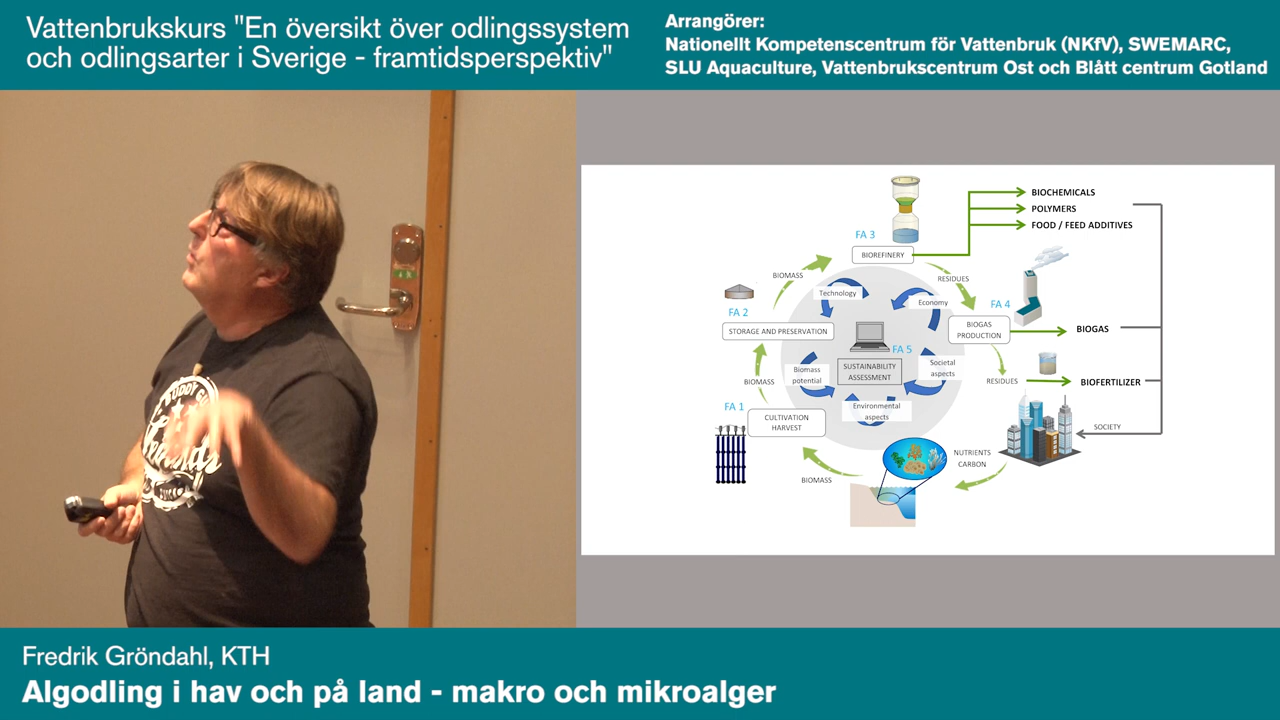 Vattenbrukskurs "En översikt över odlingssystem
och odlingsarter i Sverige - framtidsperspektiv"
Arrangörer:
Nationellt Kompetenscentrum för Vattenbruk (NKfV), SWEMARC,
SLU Aquaculture, Vattenbrukscentrum Ost och Blått centrum Gotland
BIOCHEMICALS
POLYMERS
FOOD / FEED ADDITIVES
FA 3
BIOREFINERY
BIOMASS
RESIDUES
Technology
Economy
FA 2
FA 4
STORAGE AND PRESERVATION
BIOGAS
PRODUCTION
BIOGAS
FA 5
SUSTAINABILITY
ASSESSMENT
Societal
aspects
Biomass
potential
BIOMASS
RESIDUES
BIOFERTILIZER
FA 1
CULTIVATION
HARVEST
Environmental
aspects
SOCIETY
NUTRIENTS
CARBON
BIOMASS
Fredrik Gröndahl, KTH
Algodling i hav och på land - makro och mikroalger